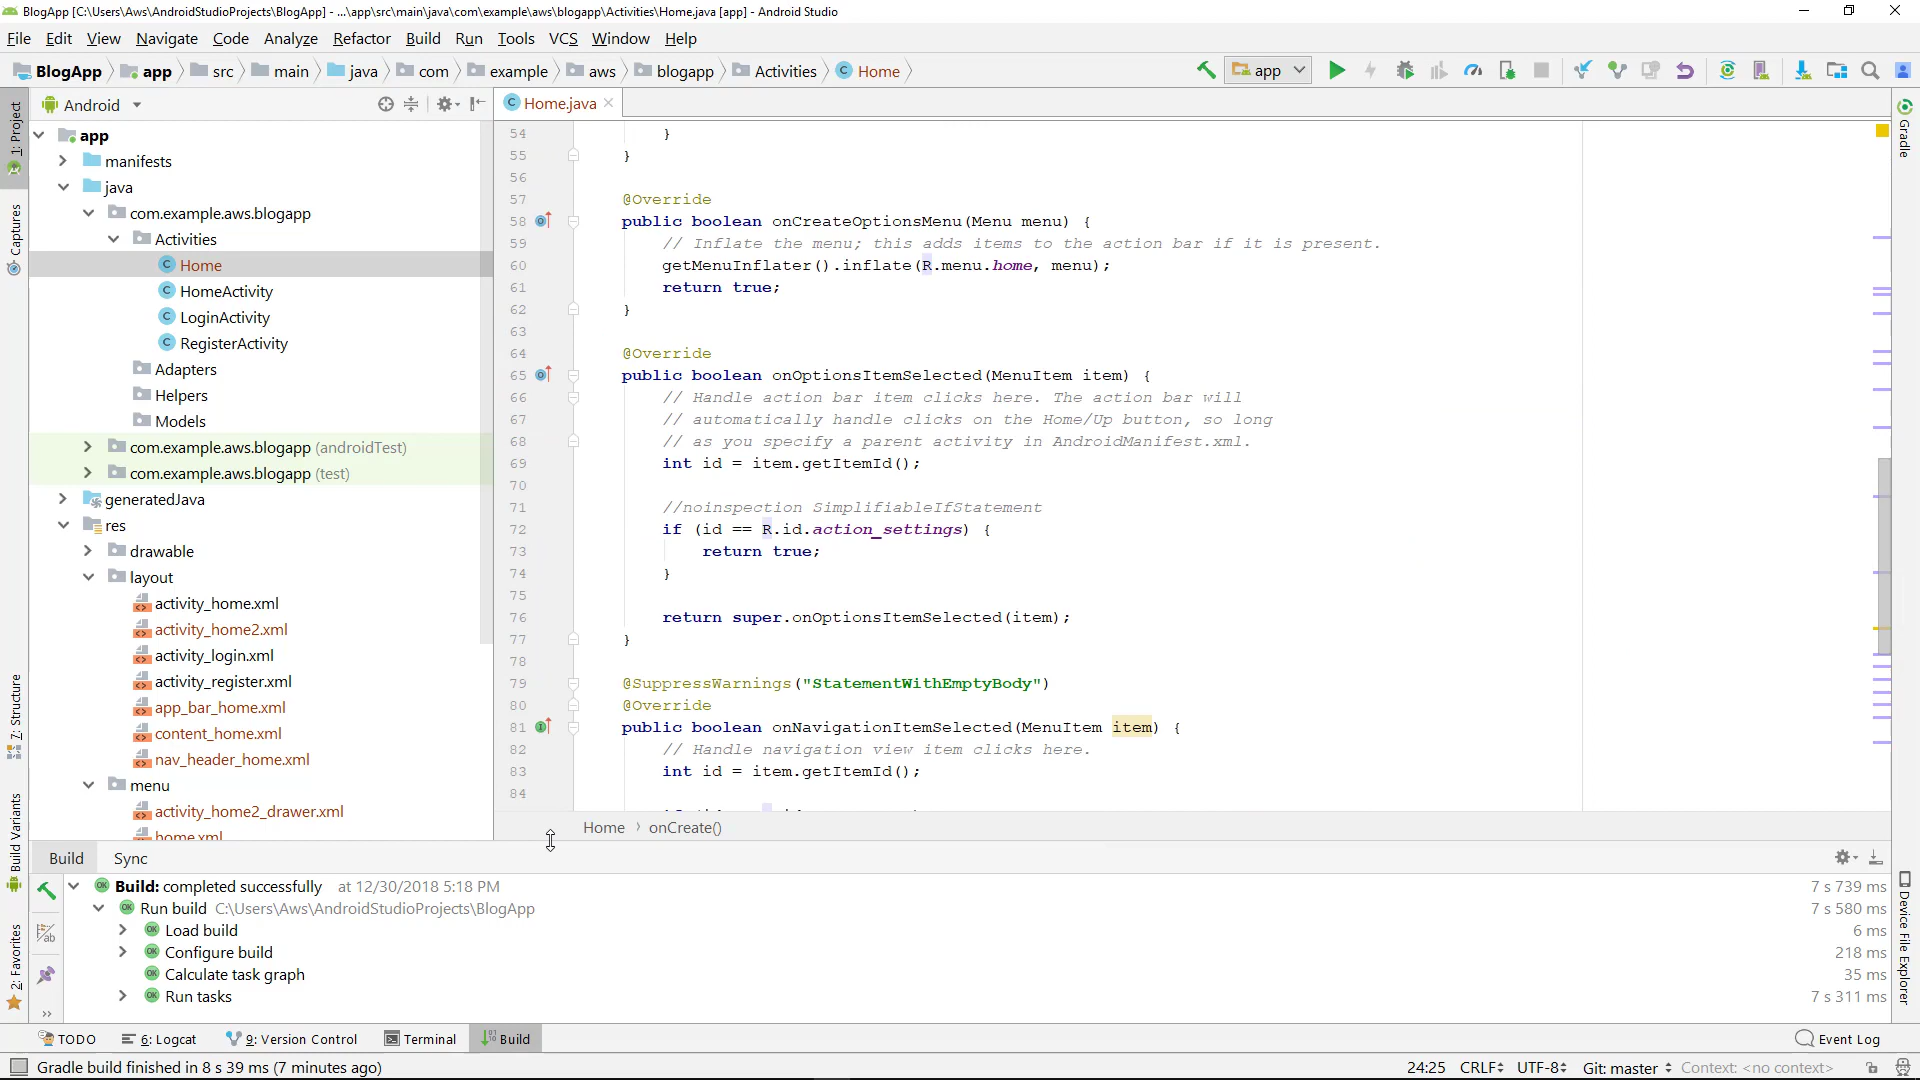 BlogApp [C:\Users\Aws\AndroidStudioProjects\BlogApp] - ...\app\src\main\java\com\example\aws\blogapp\Activities\Home.java [app] - Android Studio
File Edit View Navigate Code Analyze Refactor Build Run Tools VCS Window Help
BlogApp app src main java com example aws blogapp Activities Home app
Android
Home.java
1: Project
Captures
7: Structure
Build Variants
2: Favorites
app
manifests
java
com.example.aws.blogapp
Activities
Home
HomeActivity
LoginActivity
RegisterActivity
Adapters
Helpers
Models
com.example.aws.blogapp (androidTest)
com.example.aws.blogapp (test)
generatedJava
res
drawable
layout
activity_home.xml
activity_home2.xml
activity_login.xml
activity_register.xml
app_bar_home.xml
content_home.xml
nav_header_home.xml
menu
activity_home2_drawer.xml
home.xml
54 }
55 }
56
57 @Override
58 public boolean onCreateOptionsMenu(Menu menu) {
59 // Inflate the menu; this adds items to the action bar if it is present.
60 getMenuInflater().inflate(R.menu.home, menu);
61 return true;
62 }
63
64 @Override
65 public boolean onOptionsItemSelected(MenuItem item) {
66 // Handle action bar item clicks here. The action bar will
67 // automatically handle clicks on the Home/Up button, so long
68 // as you specify a parent activity in AndroidManifest.xml.
69 int id = item.getItemId();
70
71 //noinspection SimplifiableIfStatement
72 if (id == R.id.action_settings) {
73 return true;
74 }
75
76 return super.onOptionsItemSelected(item);
77 }
78
79 @SuppressWarnings("StatementWithEmptyBody")
80 @Override
81 public boolean onNavigationItemSelected(MenuItem item) {
82 // Handle navigation view item clicks here.
83 int id = item.getItemId();
84
Home › onCreate()
Gradle
Device File Explorer
Build Sync
Build: completed successfully at 12/30/2018 5:18 PM 7 s 739 ms
Run build C:\Users\Aws\AndroidStudioProjects\BlogApp 7 s 580 ms
Load build 6 ms
Configure build 218 ms
Calculate task graph 35 ms
Run tasks 7 s 311 ms
TODO 6: Logcat 9: Version Control Terminal Build Event Log
Gradle build finished in 8 s 39 ms (7 minutes ago) 24:25 CRLF UTF-8 Git: master Context: <no context>